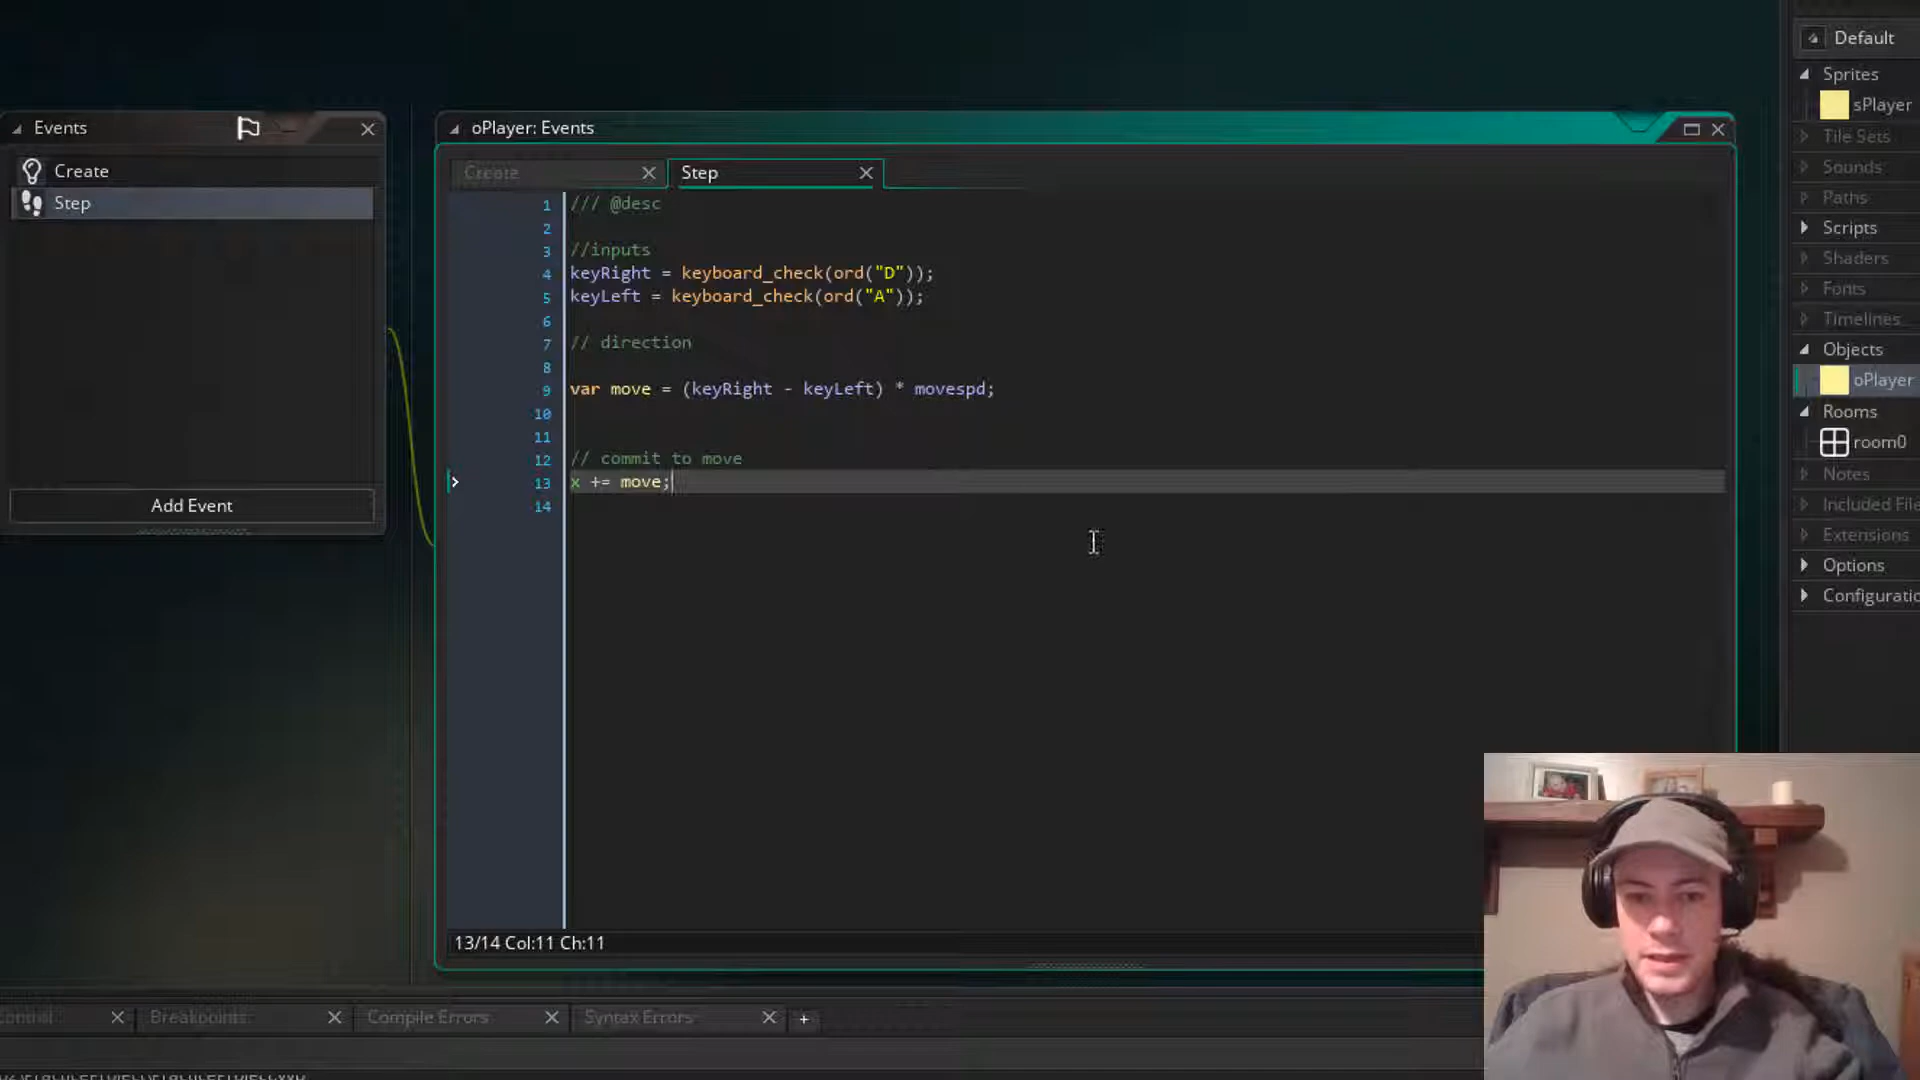 Events
Create
Step
Add Event
oPlayer: Events
Create
Step
1 /// @desc
2
3 //inputs
4 keyRight = keyboard_check(ord("D"));
5 keyLeft = keyboard_check(ord("A"));
6
7 // direction
8
9 var move = (keyRight - keyLeft) * movespd;
10
11
12 // commit to move
13 x += move;
14
13/14 Col:11 Ch:11
Breakpoints
Compile Errors
Syntax Errors
+
Default
Sprites
sPlayer
Tile Sets
Sounds
Paths
Scripts
Shaders
Fonts
Timelines
Objects
oPlayer
Rooms
room0
Notes
Included File
Extensions
Options
Configuratio